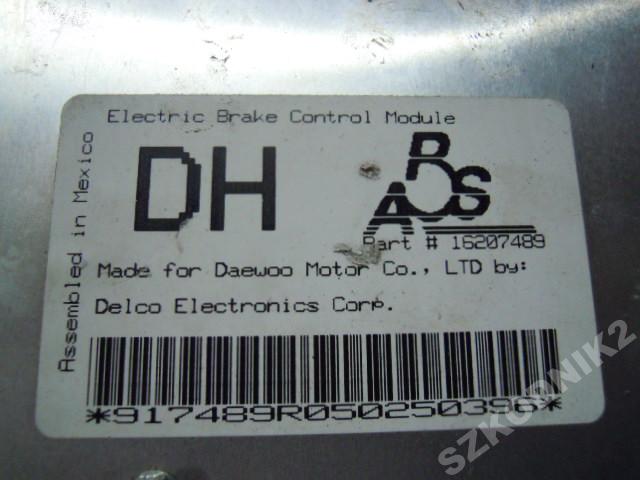 Electric Brake Control Module
DH
ABS
Part # 16207489
Made for Daewoo Motor Co., LTD by:
Delco Electronics Corp.
*917489R050250396*
Assembled in Mexico
SZKODNIK2